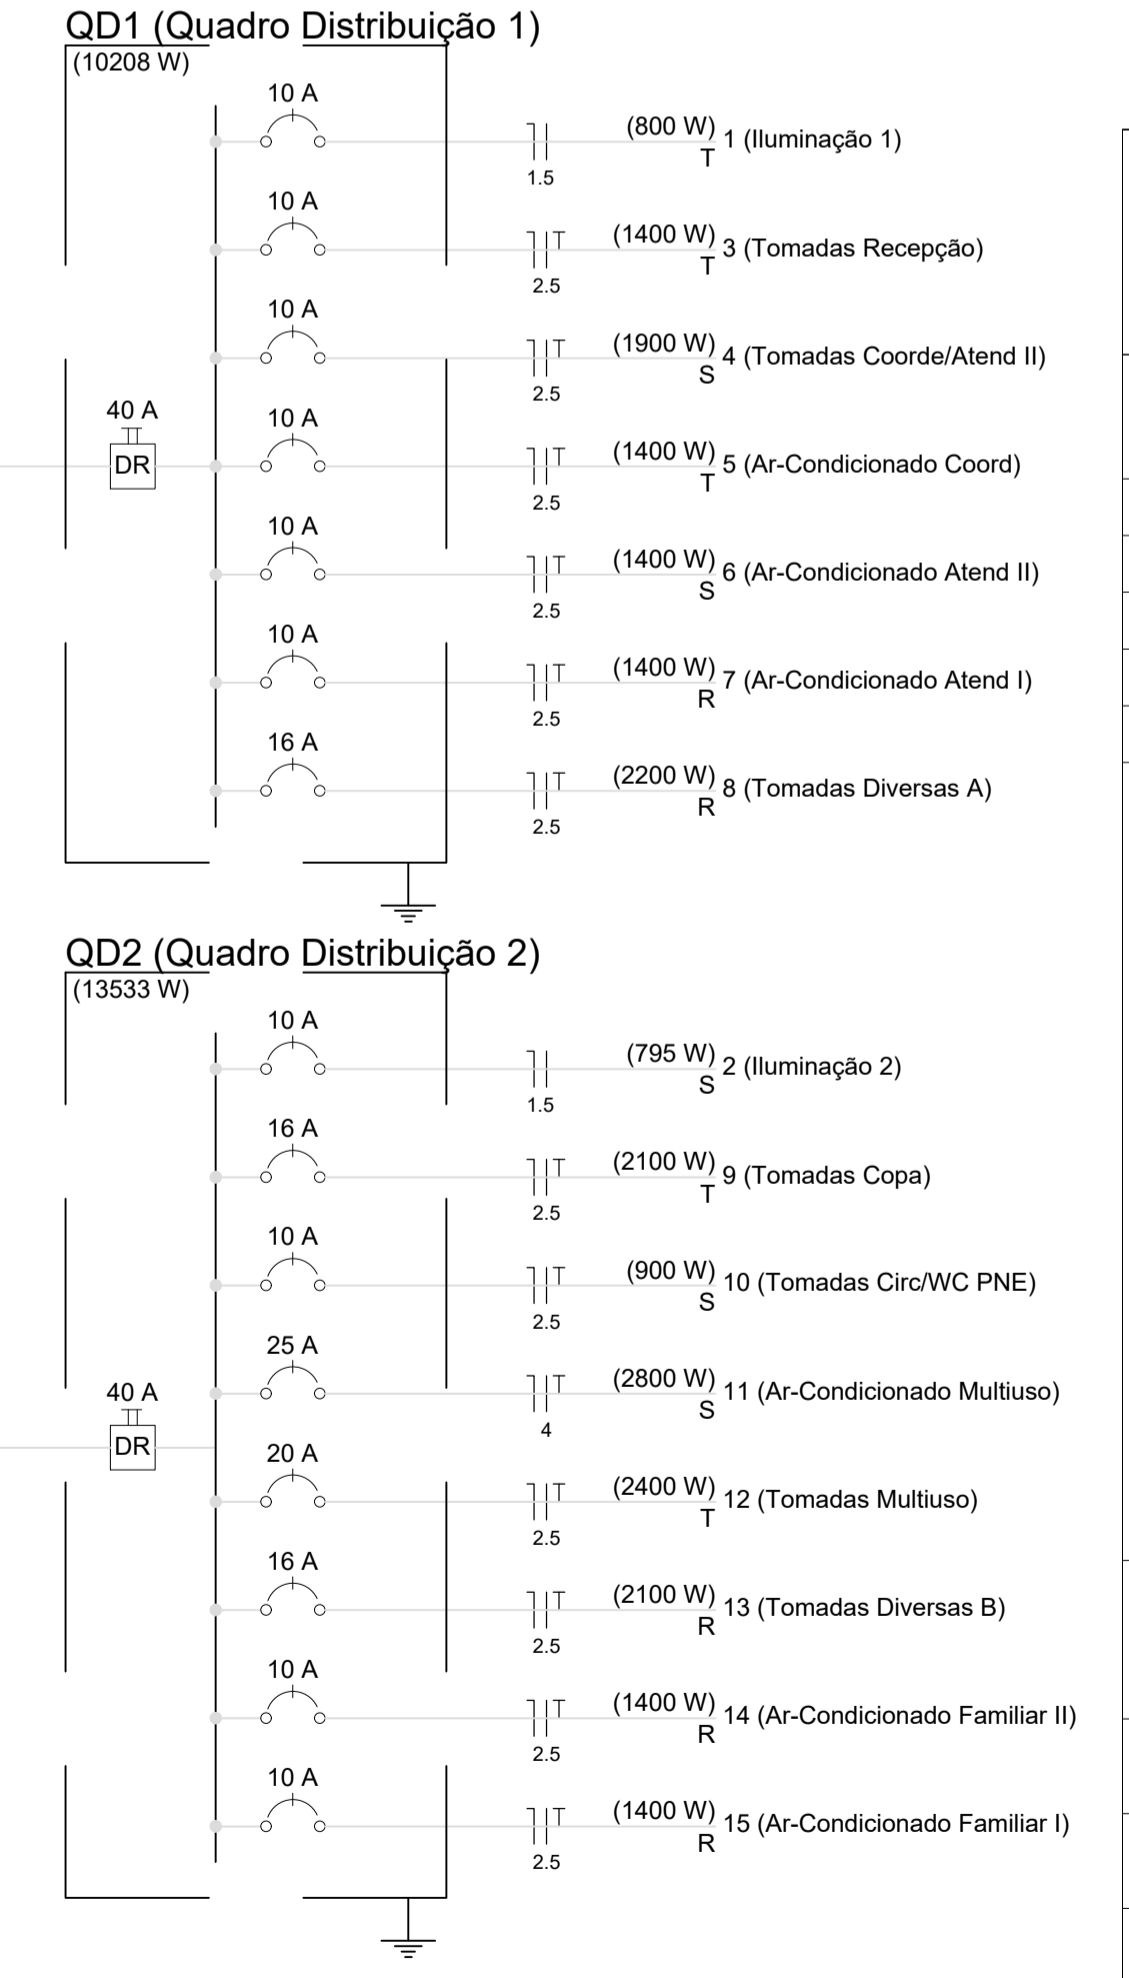 QD1 (Quadro Distribuição 1)
(10208 W)
10 A
(800 W)
1 (Iluminação 1)
T
1.5
10 A
(1400 W)
3 (Tomadas Recepção)
T
2.5
10 A
(1900 W)
4 (Tomadas Coorde/Atend II)
S
2.5
40 A
DR
10 A
(1400 W)
5 (Ar-Condicionado Coord)
T
2.5
10 A
(1400 W)
6 (Ar-Condicionado Atend II)
S
2.5
10 A
(1400 W)
7 (Ar-Condicionado Atend I)
R
2.5
16 A
(2200 W)
8 (Tomadas Diversas A)
R
2.5
QD2 (Quadro Distribuição 2)
(13533 W)
10 A
(795 W)
2 (Iluminação 2)
S
1.5
16 A
(2100 W)
9 (Tomadas Copa)
T
2.5
10 A
(900 W)
10 (Tomadas Circ/WC PNE)
S
2.5
25 A
(2800 W)
11 (Ar-Condicionado Multiuso)
S
4
40 A
DR
20 A
(2400 W)
12 (Tomadas Multiuso)
T
2.5
16 A
(2100 W)
13 (Tomadas Diversas B)
R
2.5
10 A
(1400 W)
14 (Ar-Condicionado Familiar II)
R
2.5
10 A
(1400 W)
15 (Ar-Condicionado Familiar I)
R
2.5